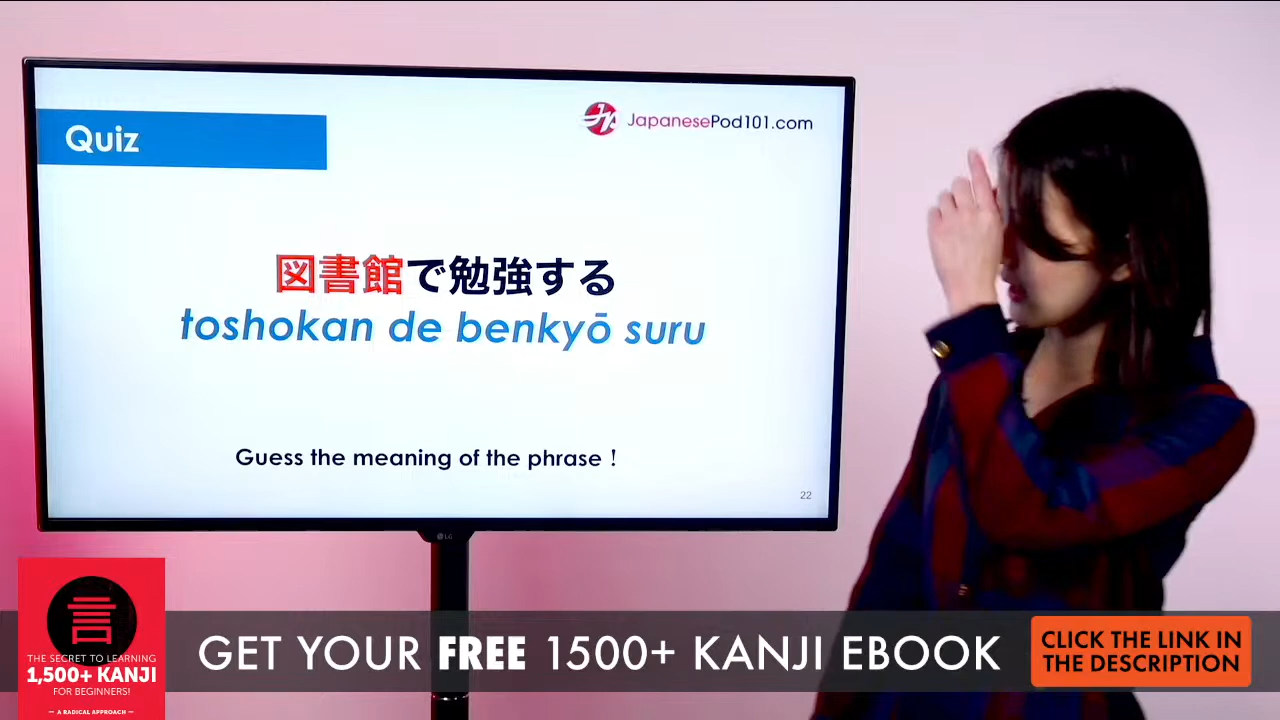 Quiz
JapanesePod101.com
図書館で勉強する
toshokan de benkyō suru
Guess the meaning of the phrase！
22
LG
言
THE SECRET TO LEARNING
1,500+ KANJI
FOR BEGINNERS!
— A RADICAL APPROACH —
GET YOUR FREE 1500+ KANJI EBOOK
CLICK THE LINK IN
THE DESCRIPTION